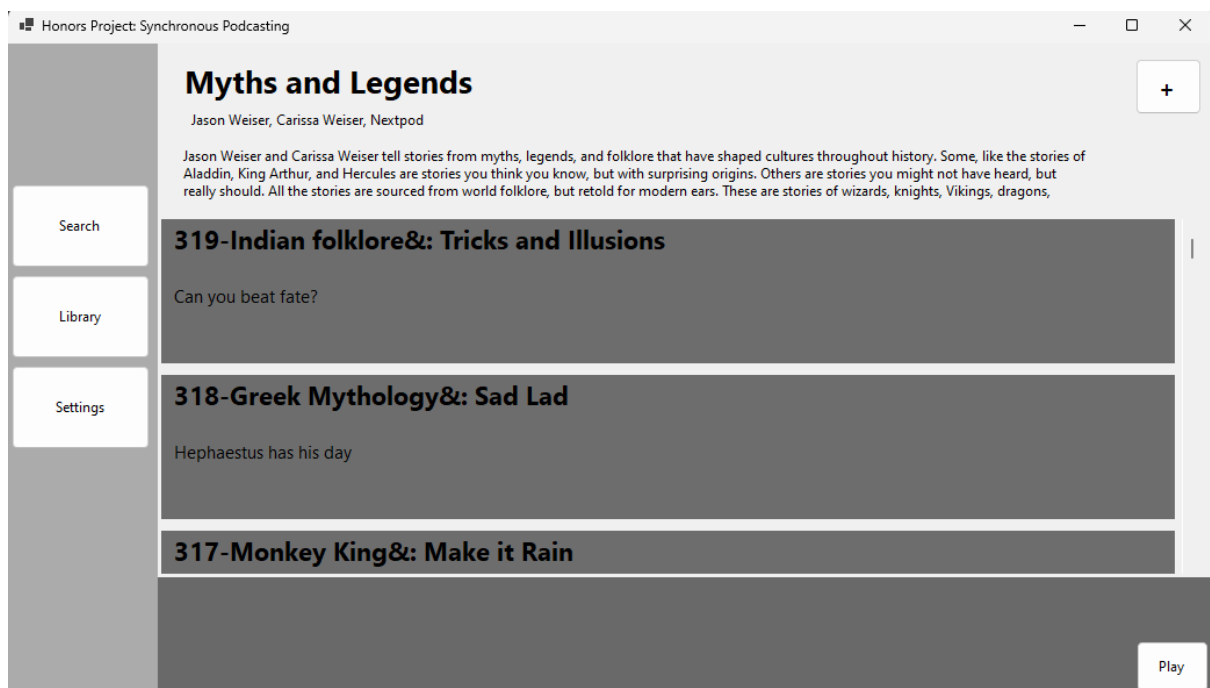 Honors Project: Synchronous Podcasting
Myths and Legends
+
Jason Weiser, Carissa Weiser, Nextpod
Jason Weiser and Carissa Weiser tell stories from myths, legends, and folklore that have shaped cultures throughout history. Some, like the stories of
Aladdin, King Arthur, and Hercules are stories you think you know, but with surprising origins. Others are stories you might not have heard, but
really should. All the stories are sourced from world folklore, but retold for modern ears. These are stories of wizards, knights, Vikings, dragons,
Search
Library
Settings
319-Indian folklore&: Tricks and Illusions
Can you beat fate?
318-Greek Mythology&: Sad Lad
Hephaestus has his day
317-Monkey King&: Make it Rain
Play